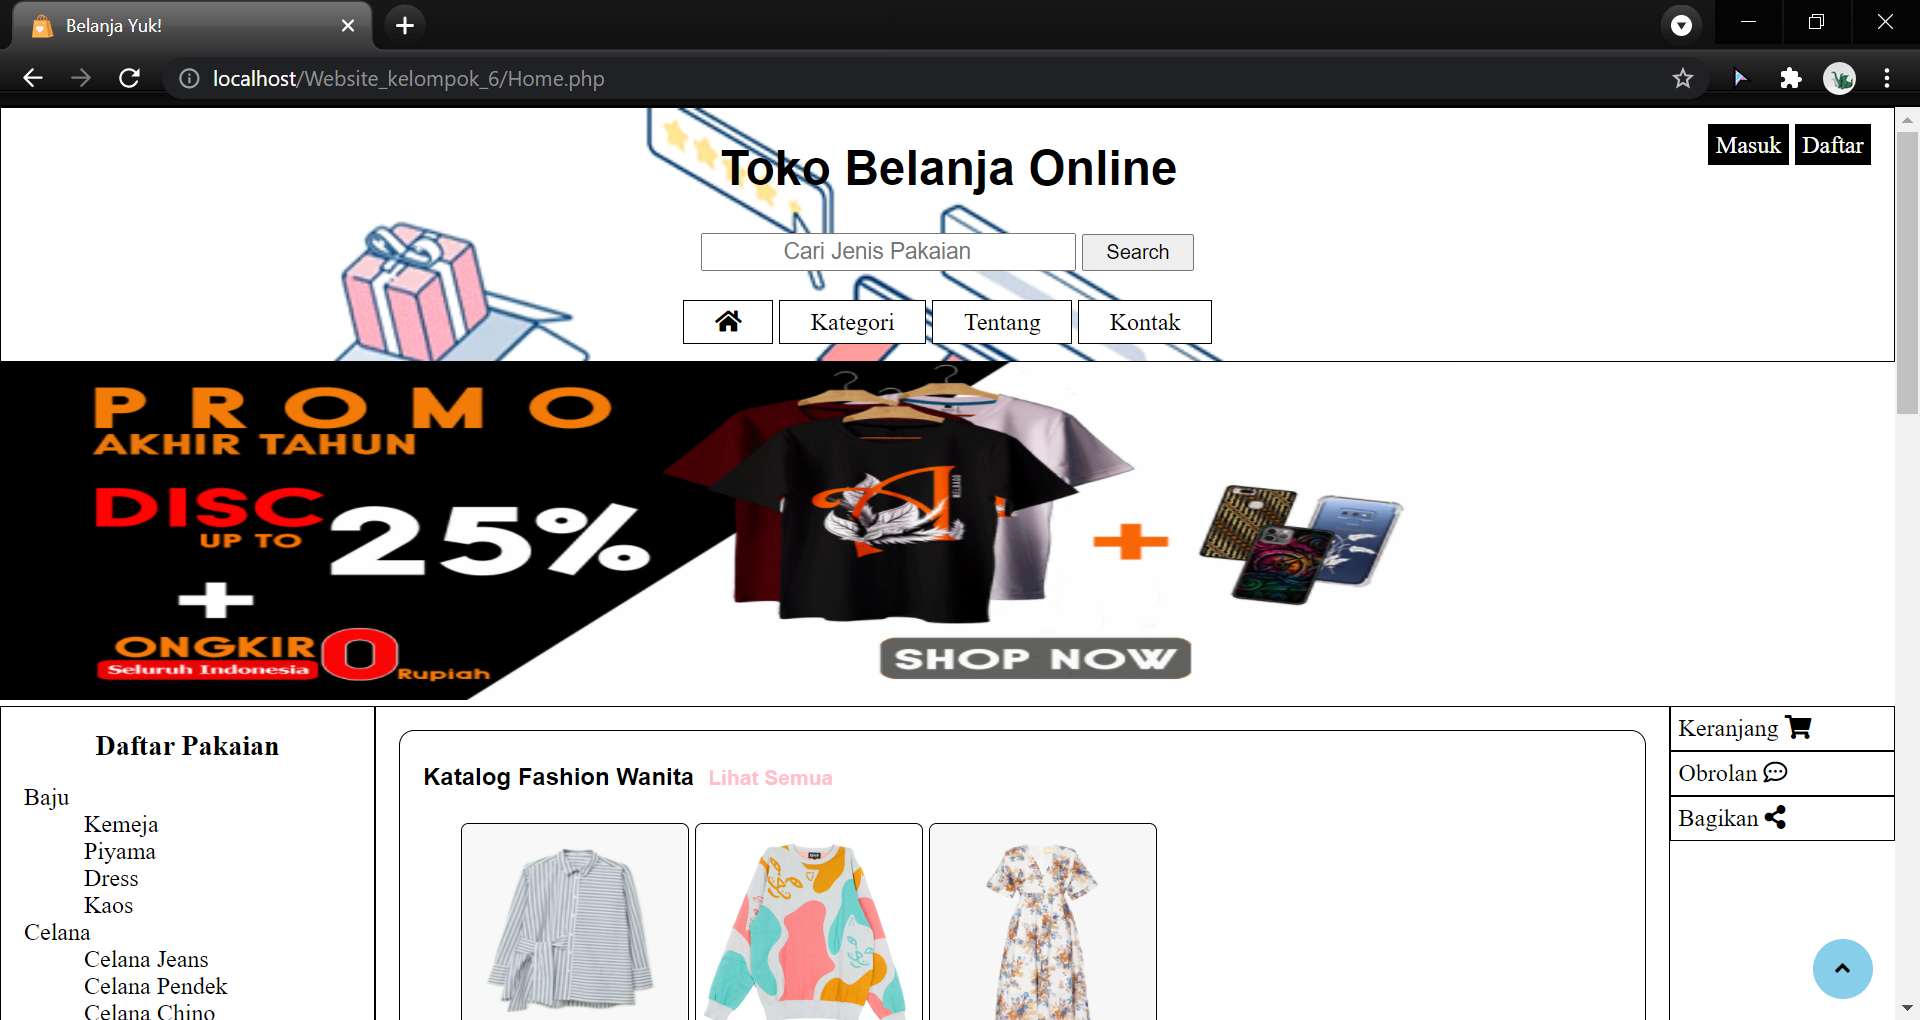 Belanja Yuk!
localhost/Website_kelompok_6/Home.php
Masuk Daftar
Toko Belanja Online
Cari Jenis Pakaian Search
Kategori Tentang Kontak
PROMO
AKHIR TAHUN
DISC
UP TO
25%
+
ONGKIR 0
Seluruh Indonesia
Rupiah
A
+
SHOP NOW
Daftar Pakaian
Baju
Kemeja
Piyama
Dress
Kaos
Celana
Celana Jeans
Celana Pendek
Celana Chino
Katalog Fashion Wanita Lihat Semua
Keranjang
Obrolan
Bagikan